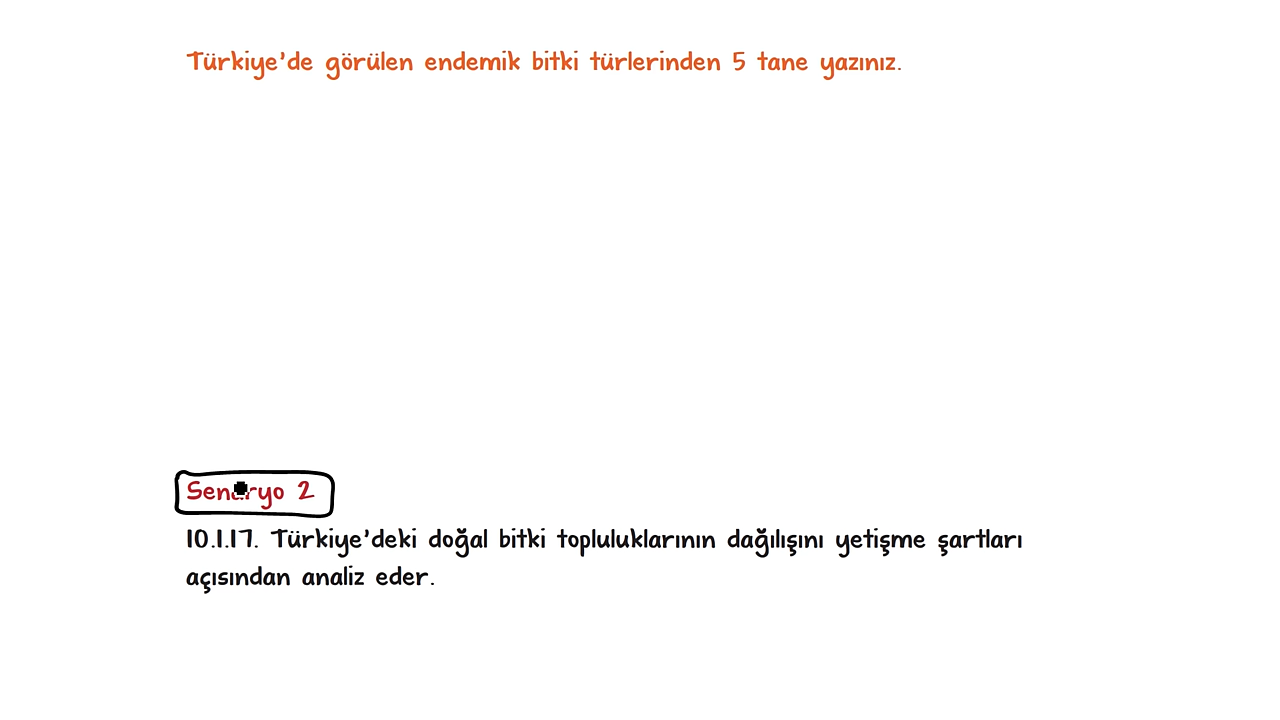 Türkiye'de görülen endemik bitki türlerinden 5 tane yazınız.
Senaryo 2
10.1.17. Türkiye'deki doğal bitki topluluklarının dağılışını yetişme şartları
açısından analiz eder.